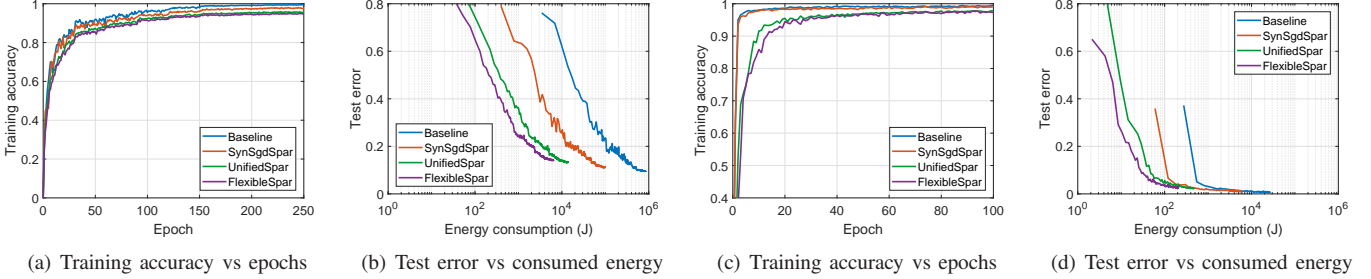 Training accuracy
1
0.8
0.6
0.4
0.2
0
0 50 100 150 200 250
Epoch
Baseline
SynSgdSpar
UnifiedSpar
FlexibleSpar
(a) Training accuracy vs epochs
Test error
0.8
0.6
0.4
0.2
0
10^0 10^2 10^4 10^6
Energy consumption (J)
Baseline
SynSgdSpar
UnifiedSpar
FlexibleSpar
(b) Test error vs consumed energy
Training accuracy
1
0.9
0.8
0.7
0.6
0.5
0.4
0 20 40 60 80 100
Epoch
Baseline
SynSgdSpar
UnifiedSpar
FlexibleSpar
(c) Training accuracy vs epochs
Test error
0.8
0.6
0.4
0.2
0
10^0 10^1 10^2 10^3 10^4 10^5 10^6
Energy consumption (J)
Baseline
SynSgdSpar
UnifiedSpar
FlexibleSpar
(d) Test error vs consumed energy